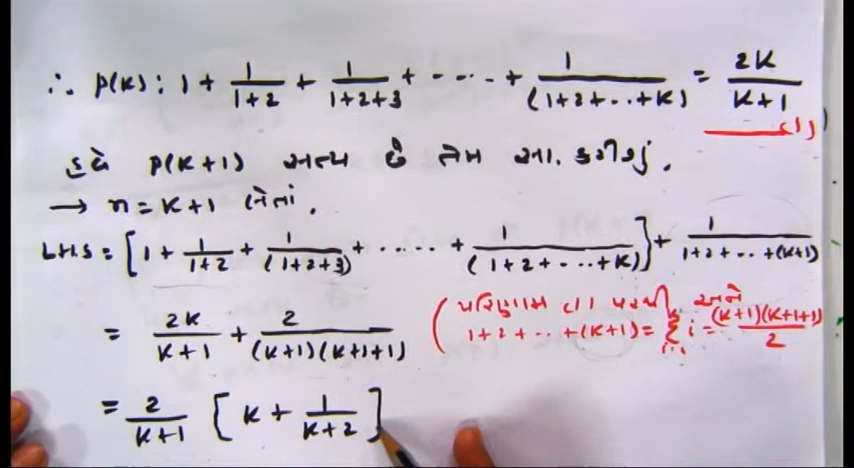 ∴ P(K): 1 + 1/(1+2) + 1/(1+2+3) + ---- + 1/(1+2+..+K) = 2K/(K+1)
——(1)
હવે P(K+1) સત્ય છે તેમ સા. કરીશું.
→ n = K+1 લેતાં.
L.H.S = [1 + 1/(1+2) + 1/(1+2+3) + ..... + 1/(1+2+-..+K)] + 1/(1+2+-..+(K+1))
= 2K/(K+1) + 2/((K+1)(K+1+1)) (પરિણામ (1) પરથી અને
1+2+-..+(K+1) = Σ i = (K+1)(K+1+1)/2
i=1
= 2/(K+1) [K + 1/(K+2)]